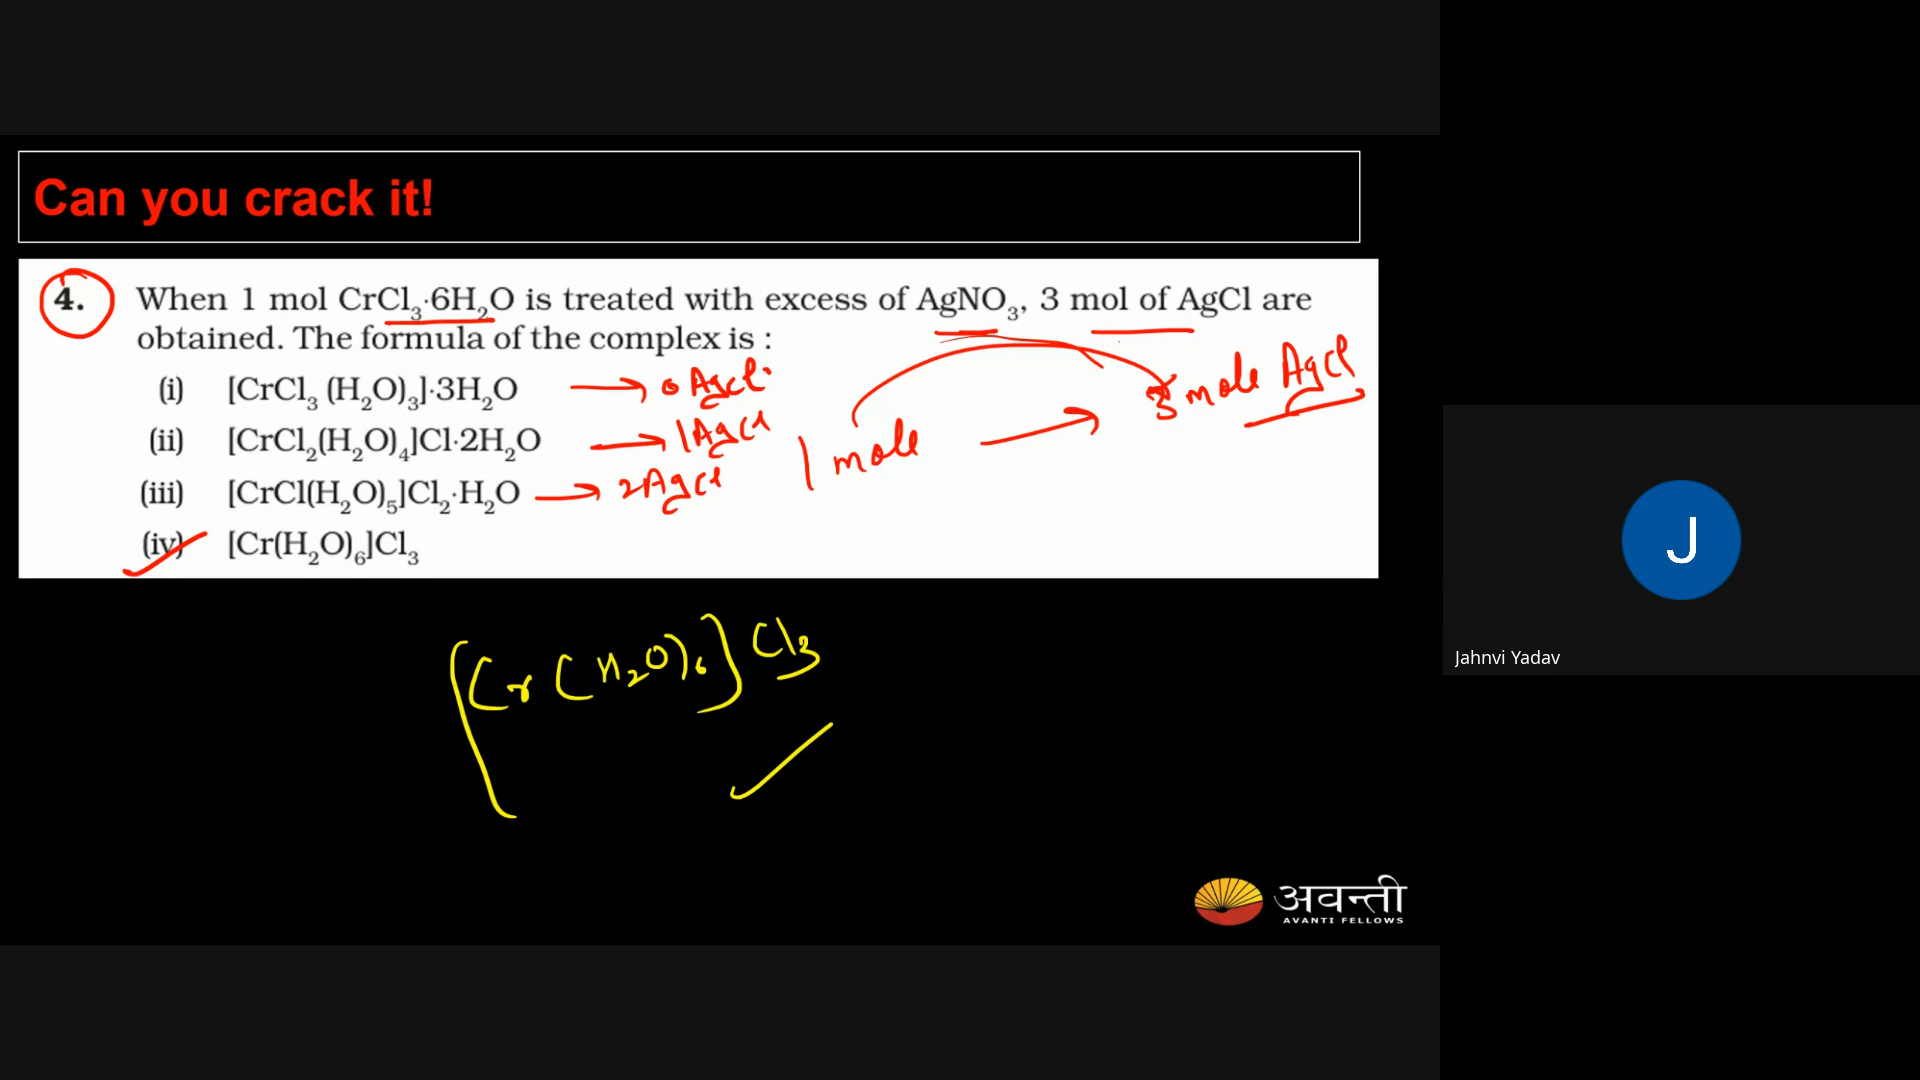 Can you crack it!
4. When 1 mol CrCl₃·6H₂O is treated with excess of AgNO₃, 3 mol of AgCl are
obtained. The formula of the complex is :
(i) [CrCl₃ (H₂O)₃]·3H₂O → 0 AgCl
(ii) [CrCl₂(H₂O)₄]Cl·2H₂O → 1 AgCl
(iii) [CrCl(H₂O)₅]Cl₂·H₂O → 2AgCl
1 mole → 3 mole AgCl
(iv) [Cr(H₂O)₆]Cl₃
[Cr(H₂O)₆]Cl₃
J
Jahnvi Yadav
अवन्ती
AVANTI FELLOWS